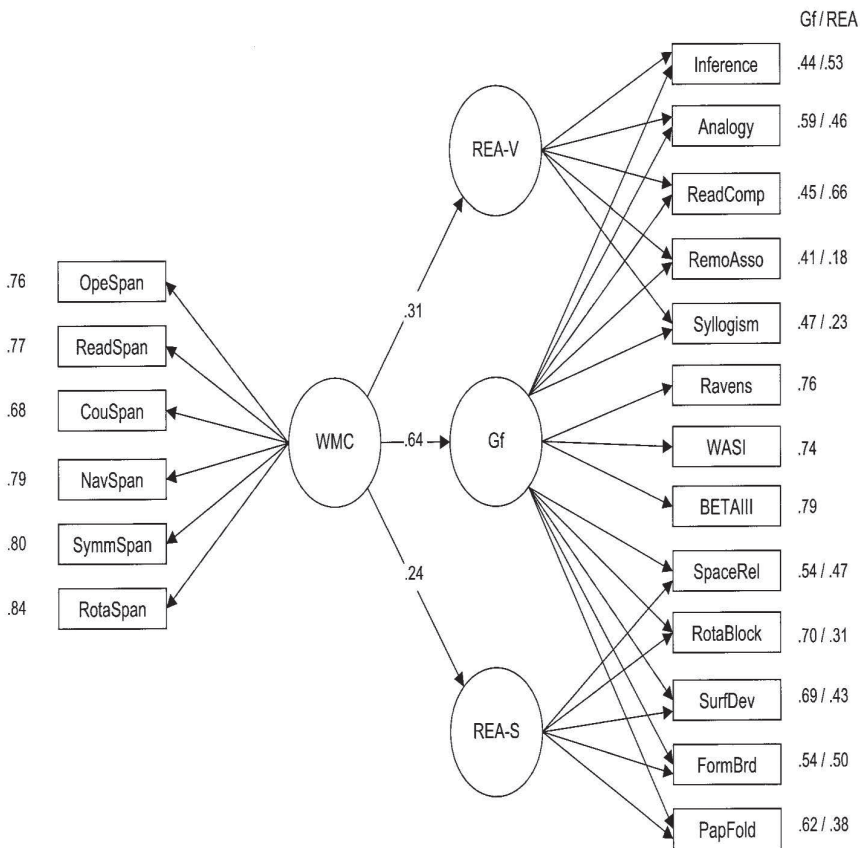 Gf / REA
Inference .44 /.53
Analogy .59 / .46
REA-V
ReadComp .45 / .66
RemoAsso .41 / .18
.76 OpeSpan
.31
Syllogism .47 / .23
.77 ReadSpan
Ravens .76
.68 CouSpan
WMC .64 Gf
WASI .74
.79 NavSpan
BETAIII .79
.80 SymmSpan
.24
SpaceRel .54 / .47
.84 RotaSpan
RotaBlock .70 / .31
SurfDev .69 / .43
REA-S
FormBrd .54 / .50
PapFold .62 / .38